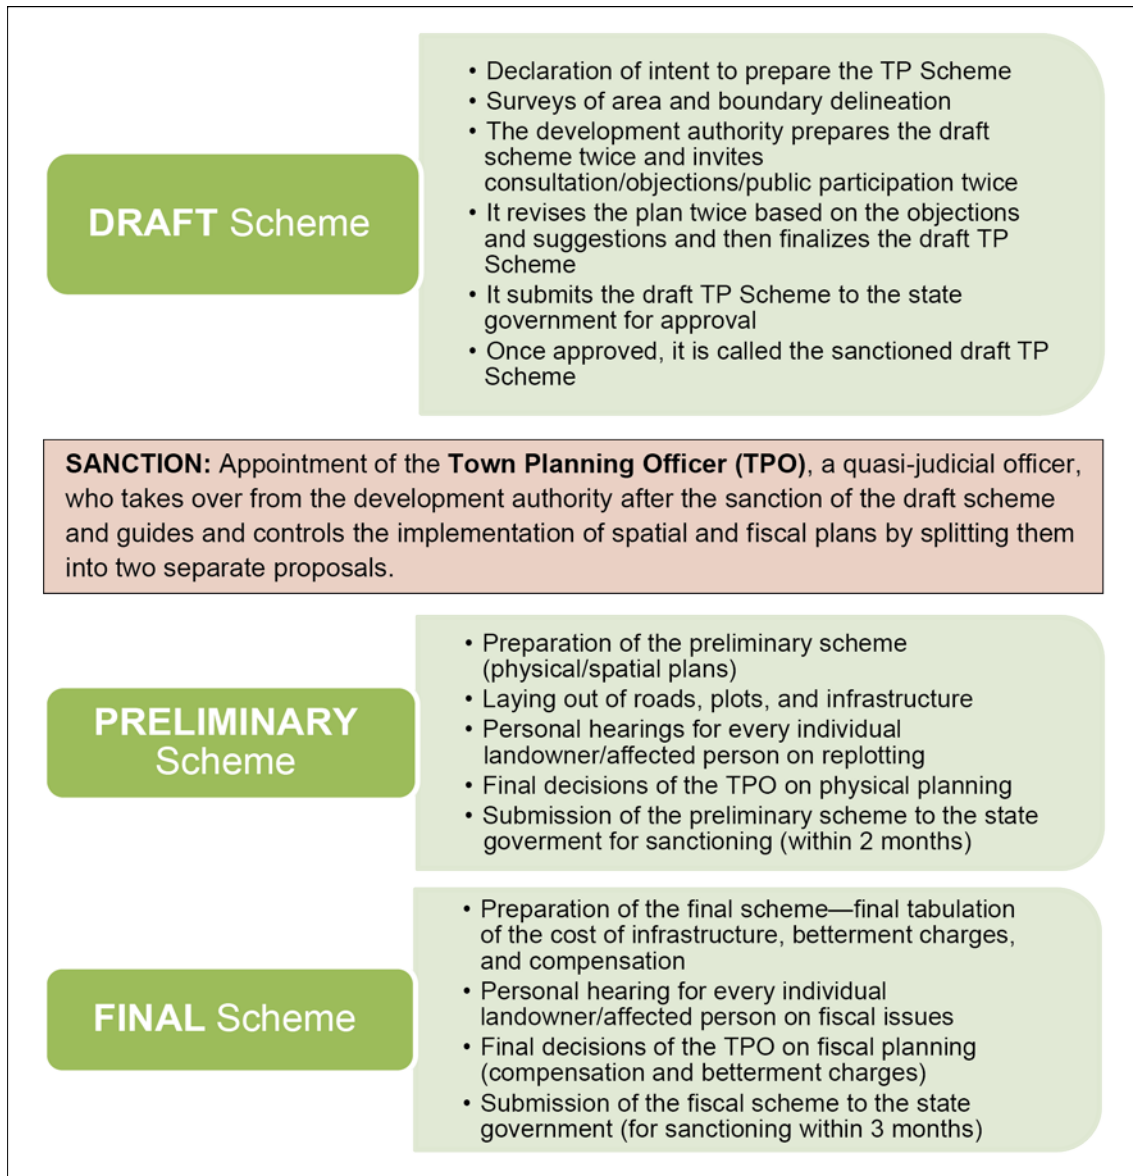 DRAFT Scheme
• Declaration of intent to prepare the TP Scheme
• Surveys of area and boundary delineation
• The development authority prepares the draft
scheme twice and invites
consultation/objections/public participation twice
• It revises the plan twice based on the objections
and suggestions and then finalizes the draft TP
Scheme
• It submits the draft TP Scheme to the state
government for approval
• Once approved, it is called the sanctioned draft TP
Scheme
SANCTION: Appointment of the Town Planning Officer (TPO), a quasi-judicial officer,
who takes over from the development authority after the sanction of the draft scheme
and guides and controls the implementation of spatial and fiscal plans by splitting them
into two separate proposals.
PRELIMINARY
Scheme
• Preparation of the preliminary scheme
(physical/spatial plans)
• Laying out of roads, plots, and infrastructure
• Personal hearings for every individual
landowner/affected person on replotting
• Final decisions of the TPO on physical planning
• Submission of the preliminary scheme to the state
goverment for sanctioning (within 2 months)
FINAL Scheme
• Preparation of the final scheme—final tabulation
of the cost of infrastructure, betterment charges,
and compensation
• Personal hearing for every individual
landowner/affected person on fiscal issues
• Final decisions of the TPO on fiscal planning
(compensation and betterment charges)
• Submission of the fiscal scheme to the state
government (for sanctioning within 3 months)